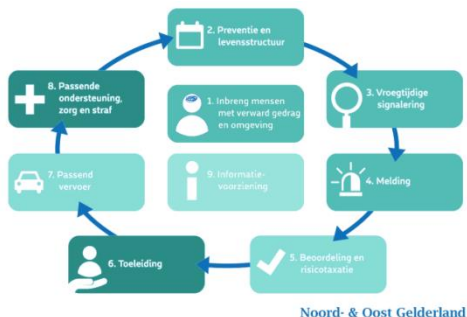 2. Preventie en
levensstructuur
8. Passende
ondersteuning,
zorg en straf
1. Inbreng mensen
met verward gedrag
en omgeving
3. Vroegtijdige
signalering
7. Passend
vervoer
9. Informatie-
voorziening
4. Melding
6. Toeleiding
5. Beoordeling en
risicotaxatie
Noord- & Oost Gelderland